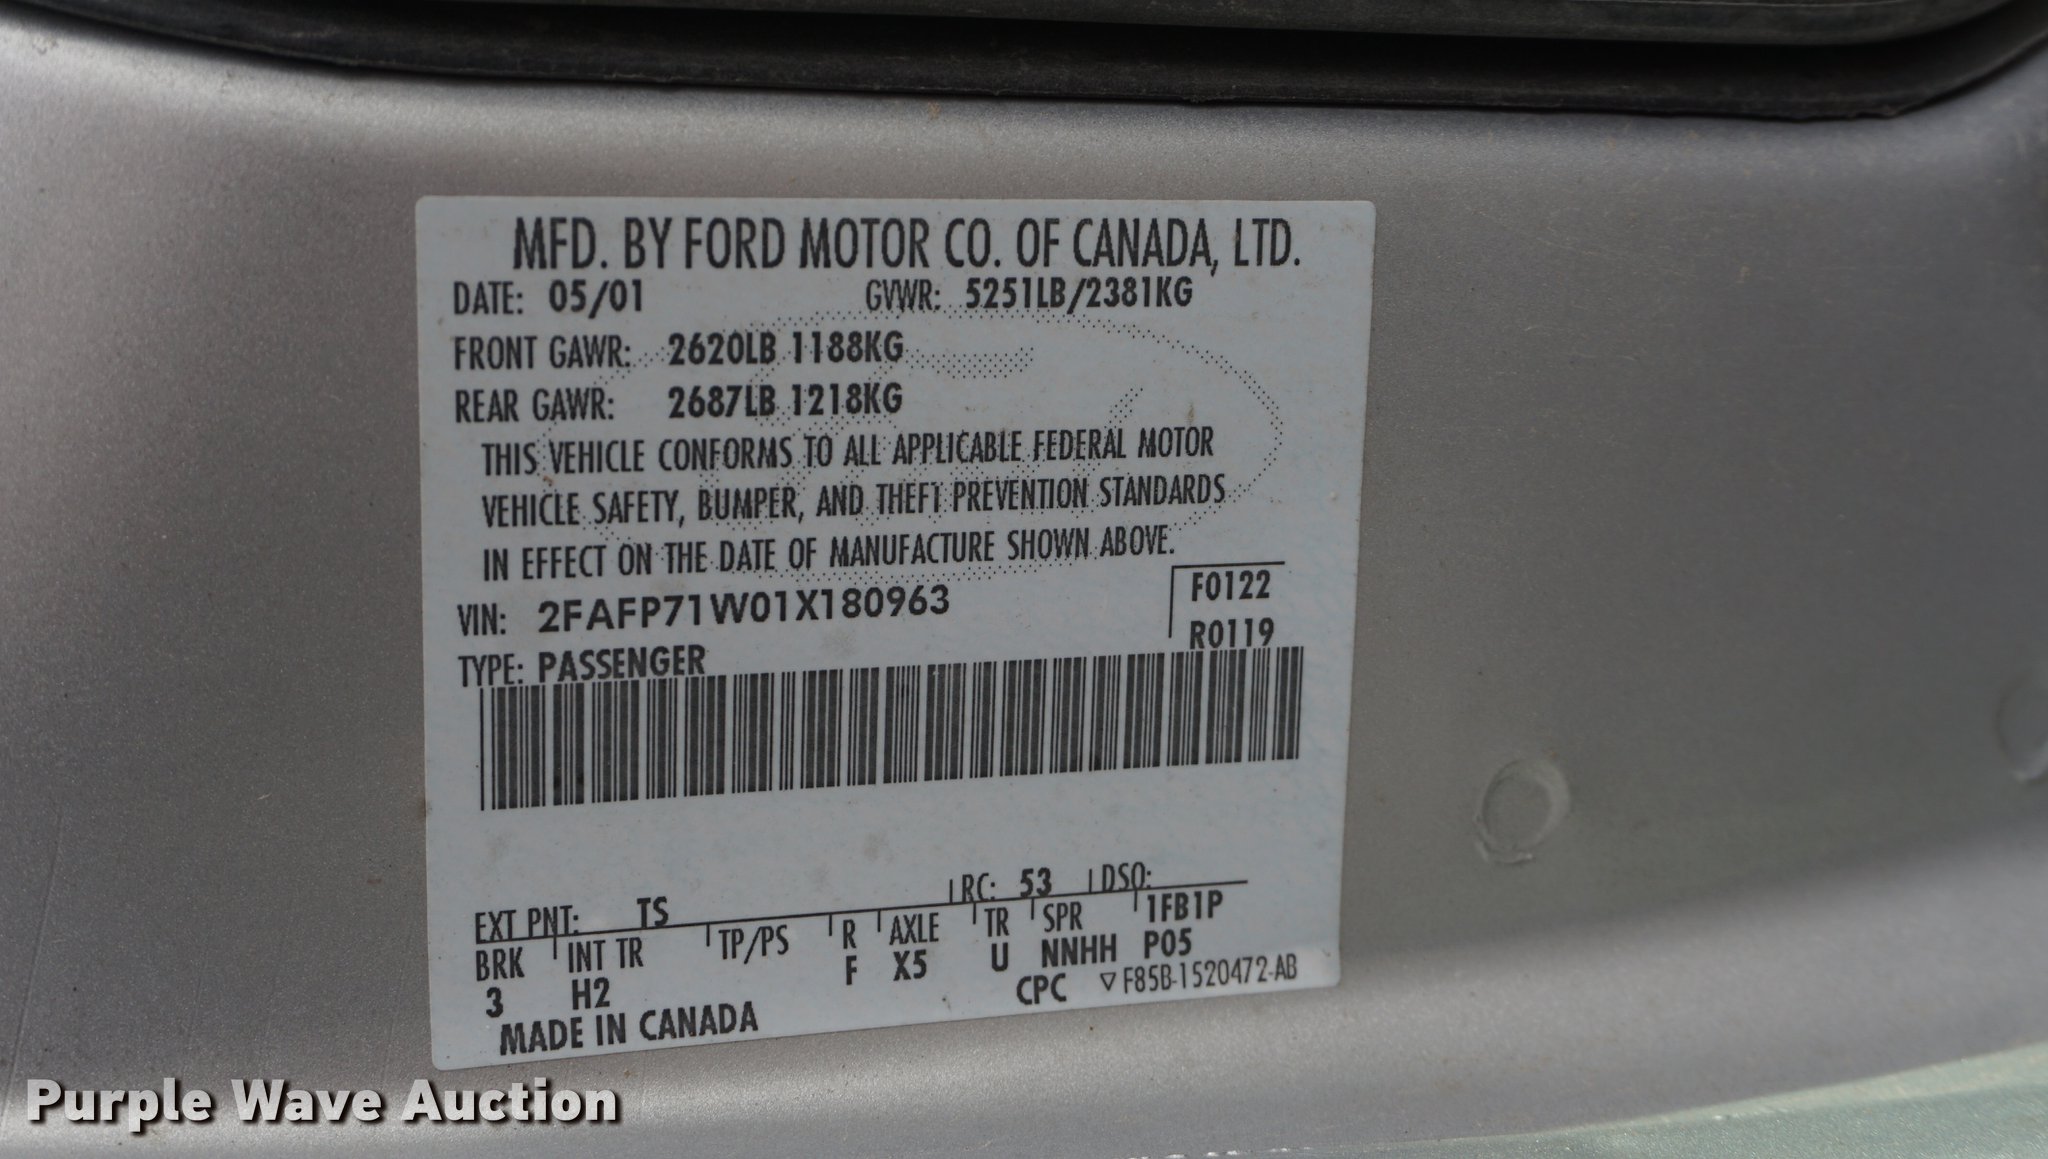 MFD. BY FORD MOTOR CO. OF CANADA, LTD.
DATE: 05/01 GVWR: 5251LB/2381KG
FRONT GAWR: 2620LB 1188KG
REAR GAWR: 2687LB 1218KG
THIS VEHICLE CONFORMS TO ALL APPLICABLE FEDERAL MOTOR
VEHICLE SAFETY, BUMPER, AND THEFT PREVENTION STANDARDS
IN EFFECT ON THE DATE OF MANUFACTURE SHOWN ABOVE.
VIN: 2FAFP71W01X180963 F0122
TYPE: PASSENGER R0119
EXT PNT: TS RC: 53 DSO:
BRK INT TR TP/PS R AXLE TR SPR 1FB1P
3 H2 F X5 U NNHH P05
MADE IN CANADA CPC ▽ F85B-1520472-AB
Purple Wave Auction